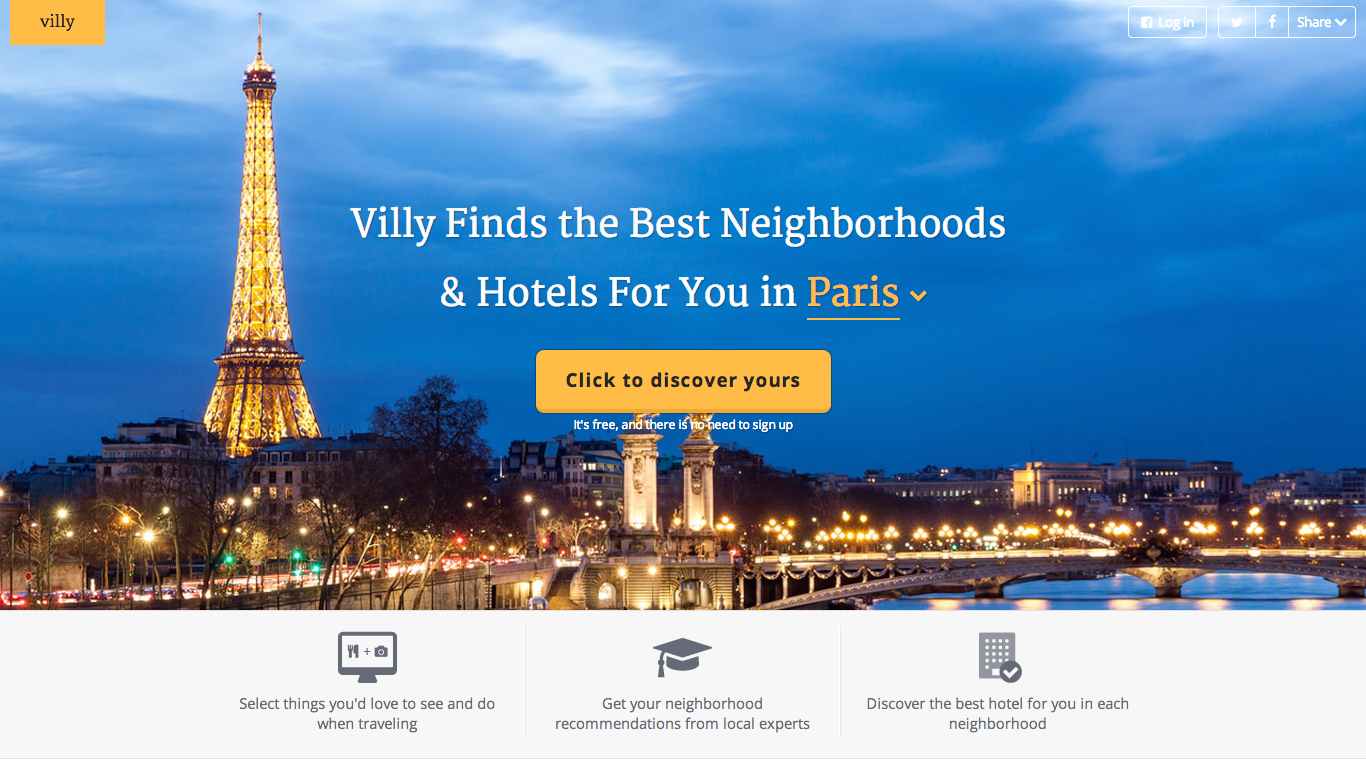 villy
Log in
Share
Villy Finds the Best Neighborhoods
& Hotels For You in Paris
Click to discover yours
It's free, and there is no need to sign up
Select things you'd love to see and do
when traveling
Get your neighborhood
recommendations from local experts
Discover the best hotel for you in each
neighborhood